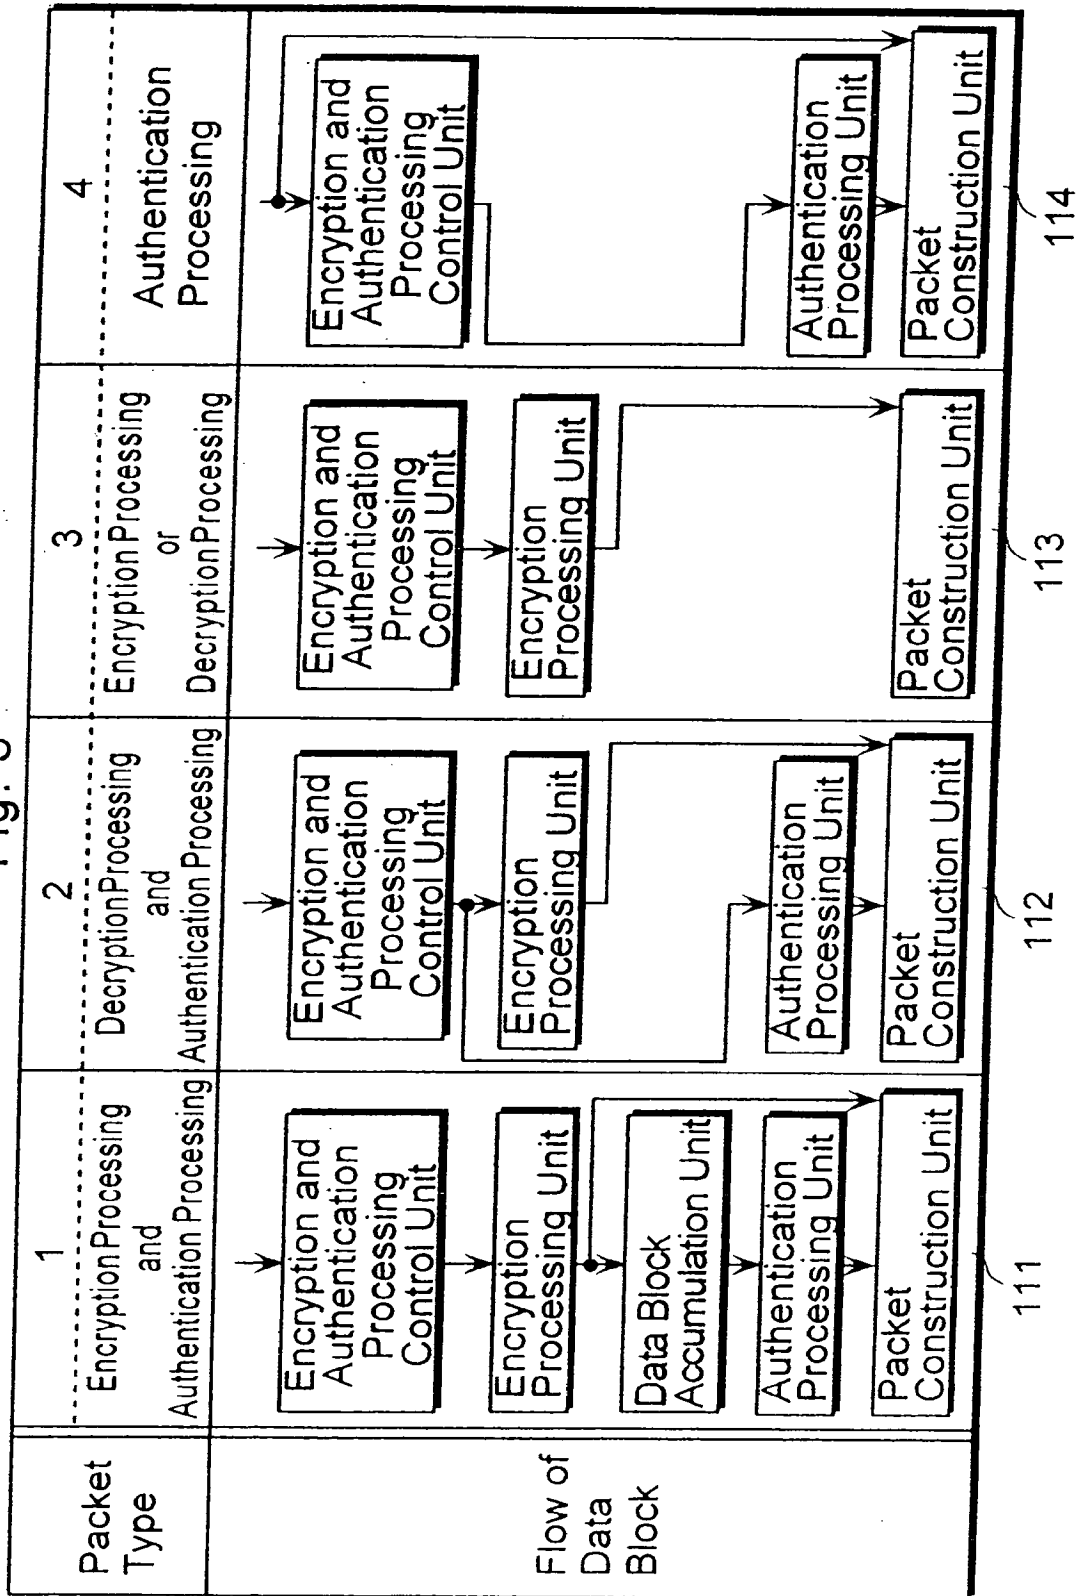 Packet
Type
1
Encryption Processing
and
Authentication Processing
2
Decryption Processing
and
Authentication Processing
3
Encryption Processing
or
Decryption Processing
4
Authentication
Processing
Flow of
Data
Block
Encryption and
Authentication
Processing
Control Unit
Encryption
Processing Unit
Data Block
Accumulation Unit
Authentication
Processing Unit
Packet
Construction Unit
111
Encryption and
Authentication
Processing
Control Unit
Encryption
Processing Unit
Authentication
Processing Unit
Packet
Construction Unit
112
Encryption and
Authentication
Processing
Control Unit
Encryption
Processing Unit
Packet
Construction Unit
113
Encryption and
Authentication
Processing
Control Unit
Authentication
Processing Unit
Packet
Construction Unit
114